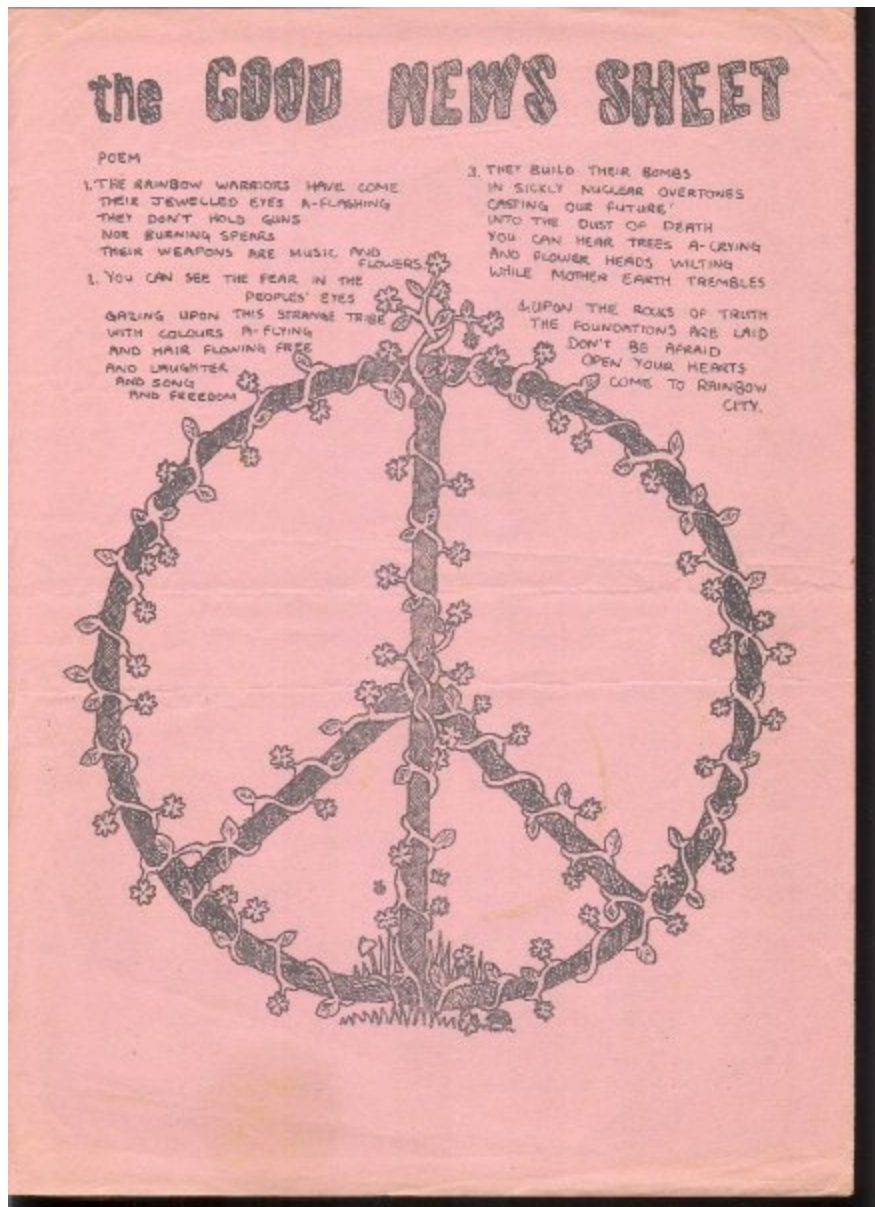 the GOOD NEWS SHEET
POEM
1. THE RAINBOW WARRIORS HAVE COME
THEIR JEWELLED EYES A-FLASHING
THEY DON'T HOLD GUNS
NOR BURNING SPEARS
THEIR WEAPONS ARE MUSIC AND
FLOWERS.
2. YOU CAN SEE THE FEAR IN THE
PEOPLES' EYES
GAZING UPON THIS STRANGE TRIBE
WITH COLOURS A-FLYING
AND HAIR FLOWING FREE
AND LAUGHTER
AND SONG
AND FREEDOM
3. THEY BUILD THEIR BOMBS
IN SICKLY NUCLEAR OVERTONES
CASTING OUR FUTURE'
INTO THE DUST OF DEATH
YOU CAN HEAR TREES A-CRYING
AND FLOWER HEADS WILTING
WHILE MOTHER EARTH TREMBLES
4. UPON THE ROCKS OF TRUTH
THE FOUNDATIONS ARE LAID
DON'T BE AFRAID
OPEN YOUR HEARTS
COME TO RAINBOW
CITY.